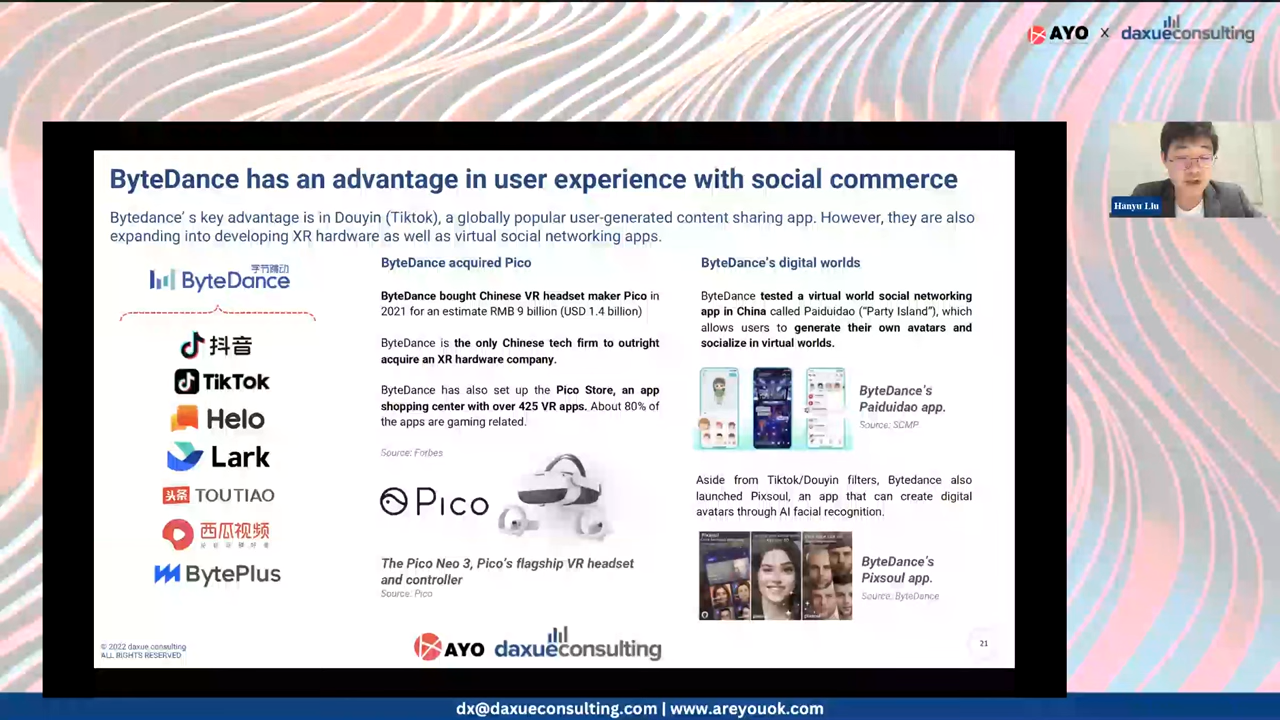 AYO x daxueconsulting
Hanyu Liu
ByteDance has an advantage in user experience with social commerce
Bytedance' s key advantage is in Douyin (Tiktok), a globally popular user-generated content sharing app. However, they are also
expanding into developing XR hardware as well as virtual social networking apps.
字节跳动
ByteDance
抖音
TikTok
Helo
Lark
头条 TOUTIAO
西瓜视频
BytePlus
ByteDance acquired Pico
ByteDance bought Chinese VR headset maker Pico in
2021 for an estimate RMB 9 billion (USD 1.4 billion)
ByteDance is the only Chinese tech firm to outright
acquire an XR hardware company.
ByteDance has also set up the Pico Store, an app
shopping center with over 425 VR apps. About 80% of
the apps are gaming related.
Source: Forbes
Pico
The Pico Neo 3, Pico's flagship VR headset
and controller
Source: Pico
ByteDance's digital worlds
ByteDance tested a virtual world social networking
app in China called Paiduidao ("Party Island"), which
allows users to generate their own avatars and
socialize in virtual worlds.
ByteDance's
Paiduidao app.
Source: SCMP
Aside from Tiktok/Douyin filters, Bytedance also
launched Pixsoul, an app that can create digital
avatars through AI facial recognition.
Pixsoul
ByteDance's
Pixsoul app.
Source: ByteDance
© 2022 daxue consulting
ALL RIGHTS RESERVED
AYO daxueconsulting
21
dx@daxueconsulting.com | www.areyouok.com